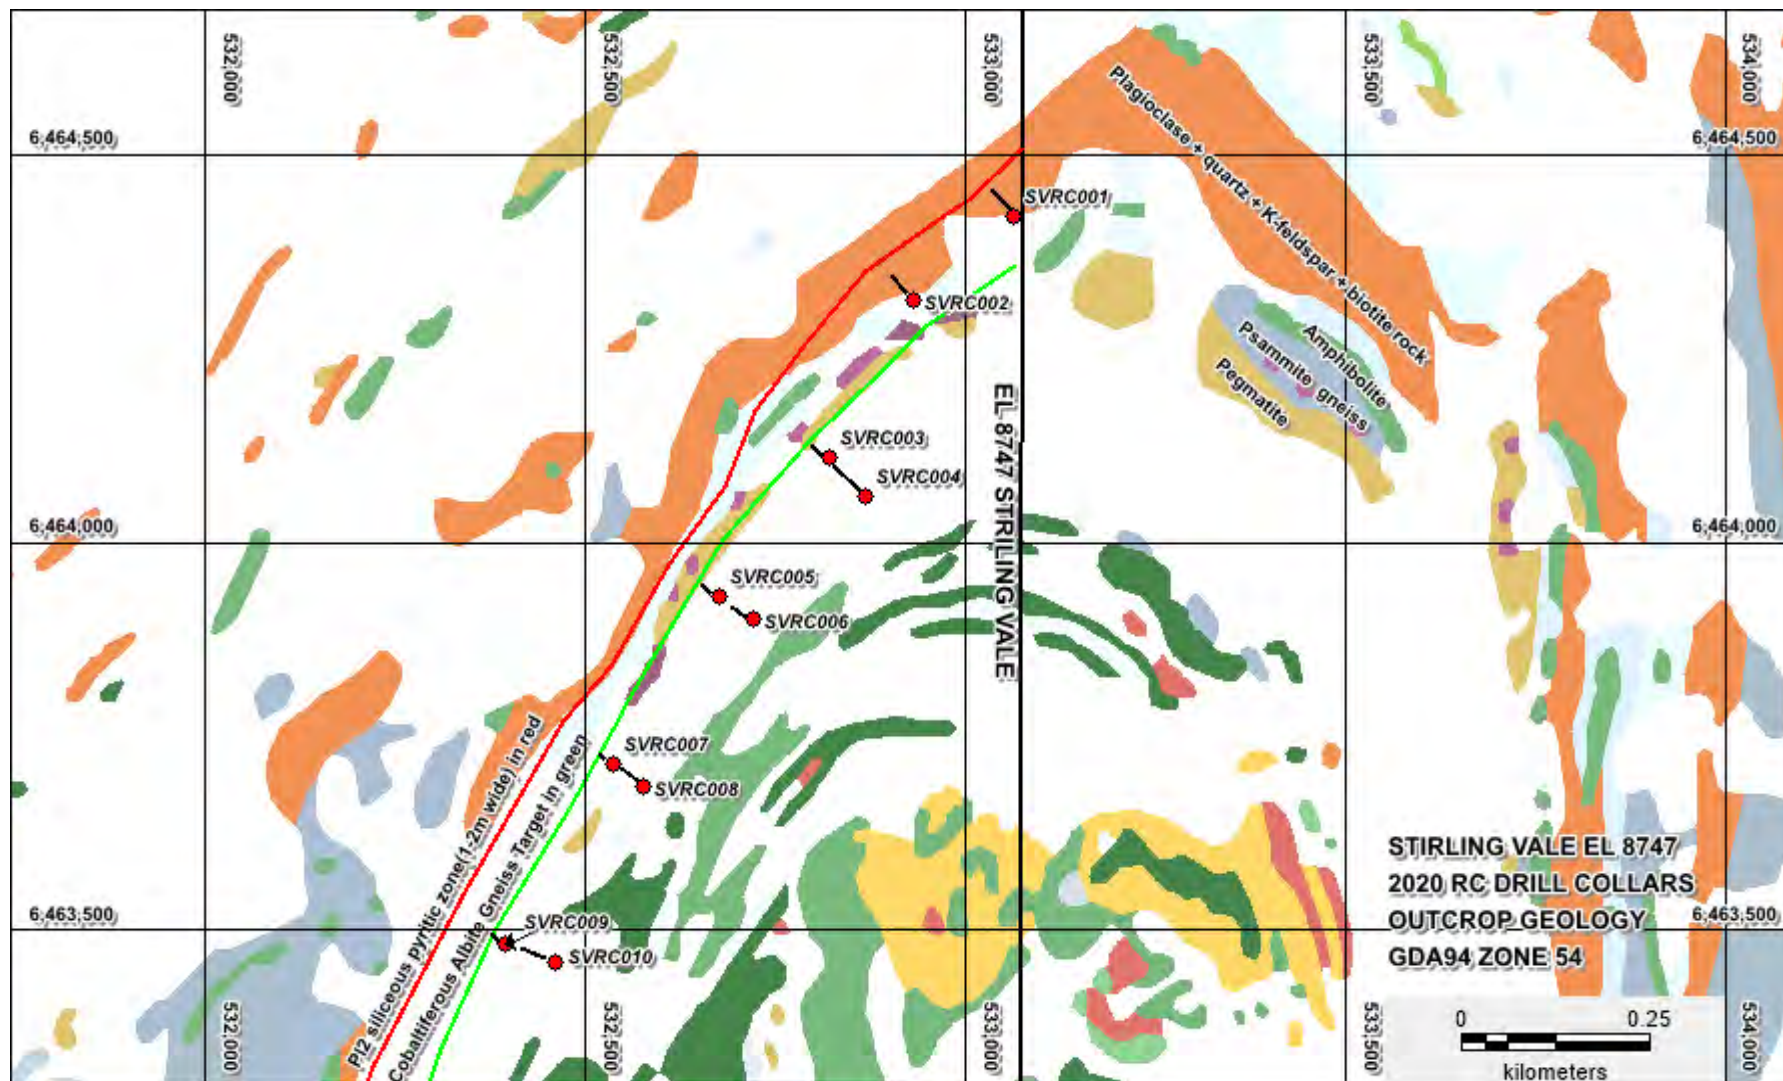 532,000
532,500
533,000
533,500
534,000
6,464,500
6,464,500
Plagioclase + quartz + K-feldspar + biotite rock
SVRC001
SVRC002
Amphibolite
Psammite gneiss
Pegmatite
SVRC003
SVRC004
EL 8747 STRILING VALE
6,464,000
6,464,000
SVRC005
SVRC006
SVRC007
SVRC008
PI2 siliceous pyritic zone(1-2m wide) in red
Cobaltiferous Albite Gneiss Target in green
6,463,500
6,463,500
SVRC009
SVRC010
STIRLING VALE EL 8747
2020 RC DRILL COLLARS
OUTCROP GEOLOGY
GDA94 ZONE 54
0 0.25
kilometers
532,000
532,500
533,000
533,500
534,000